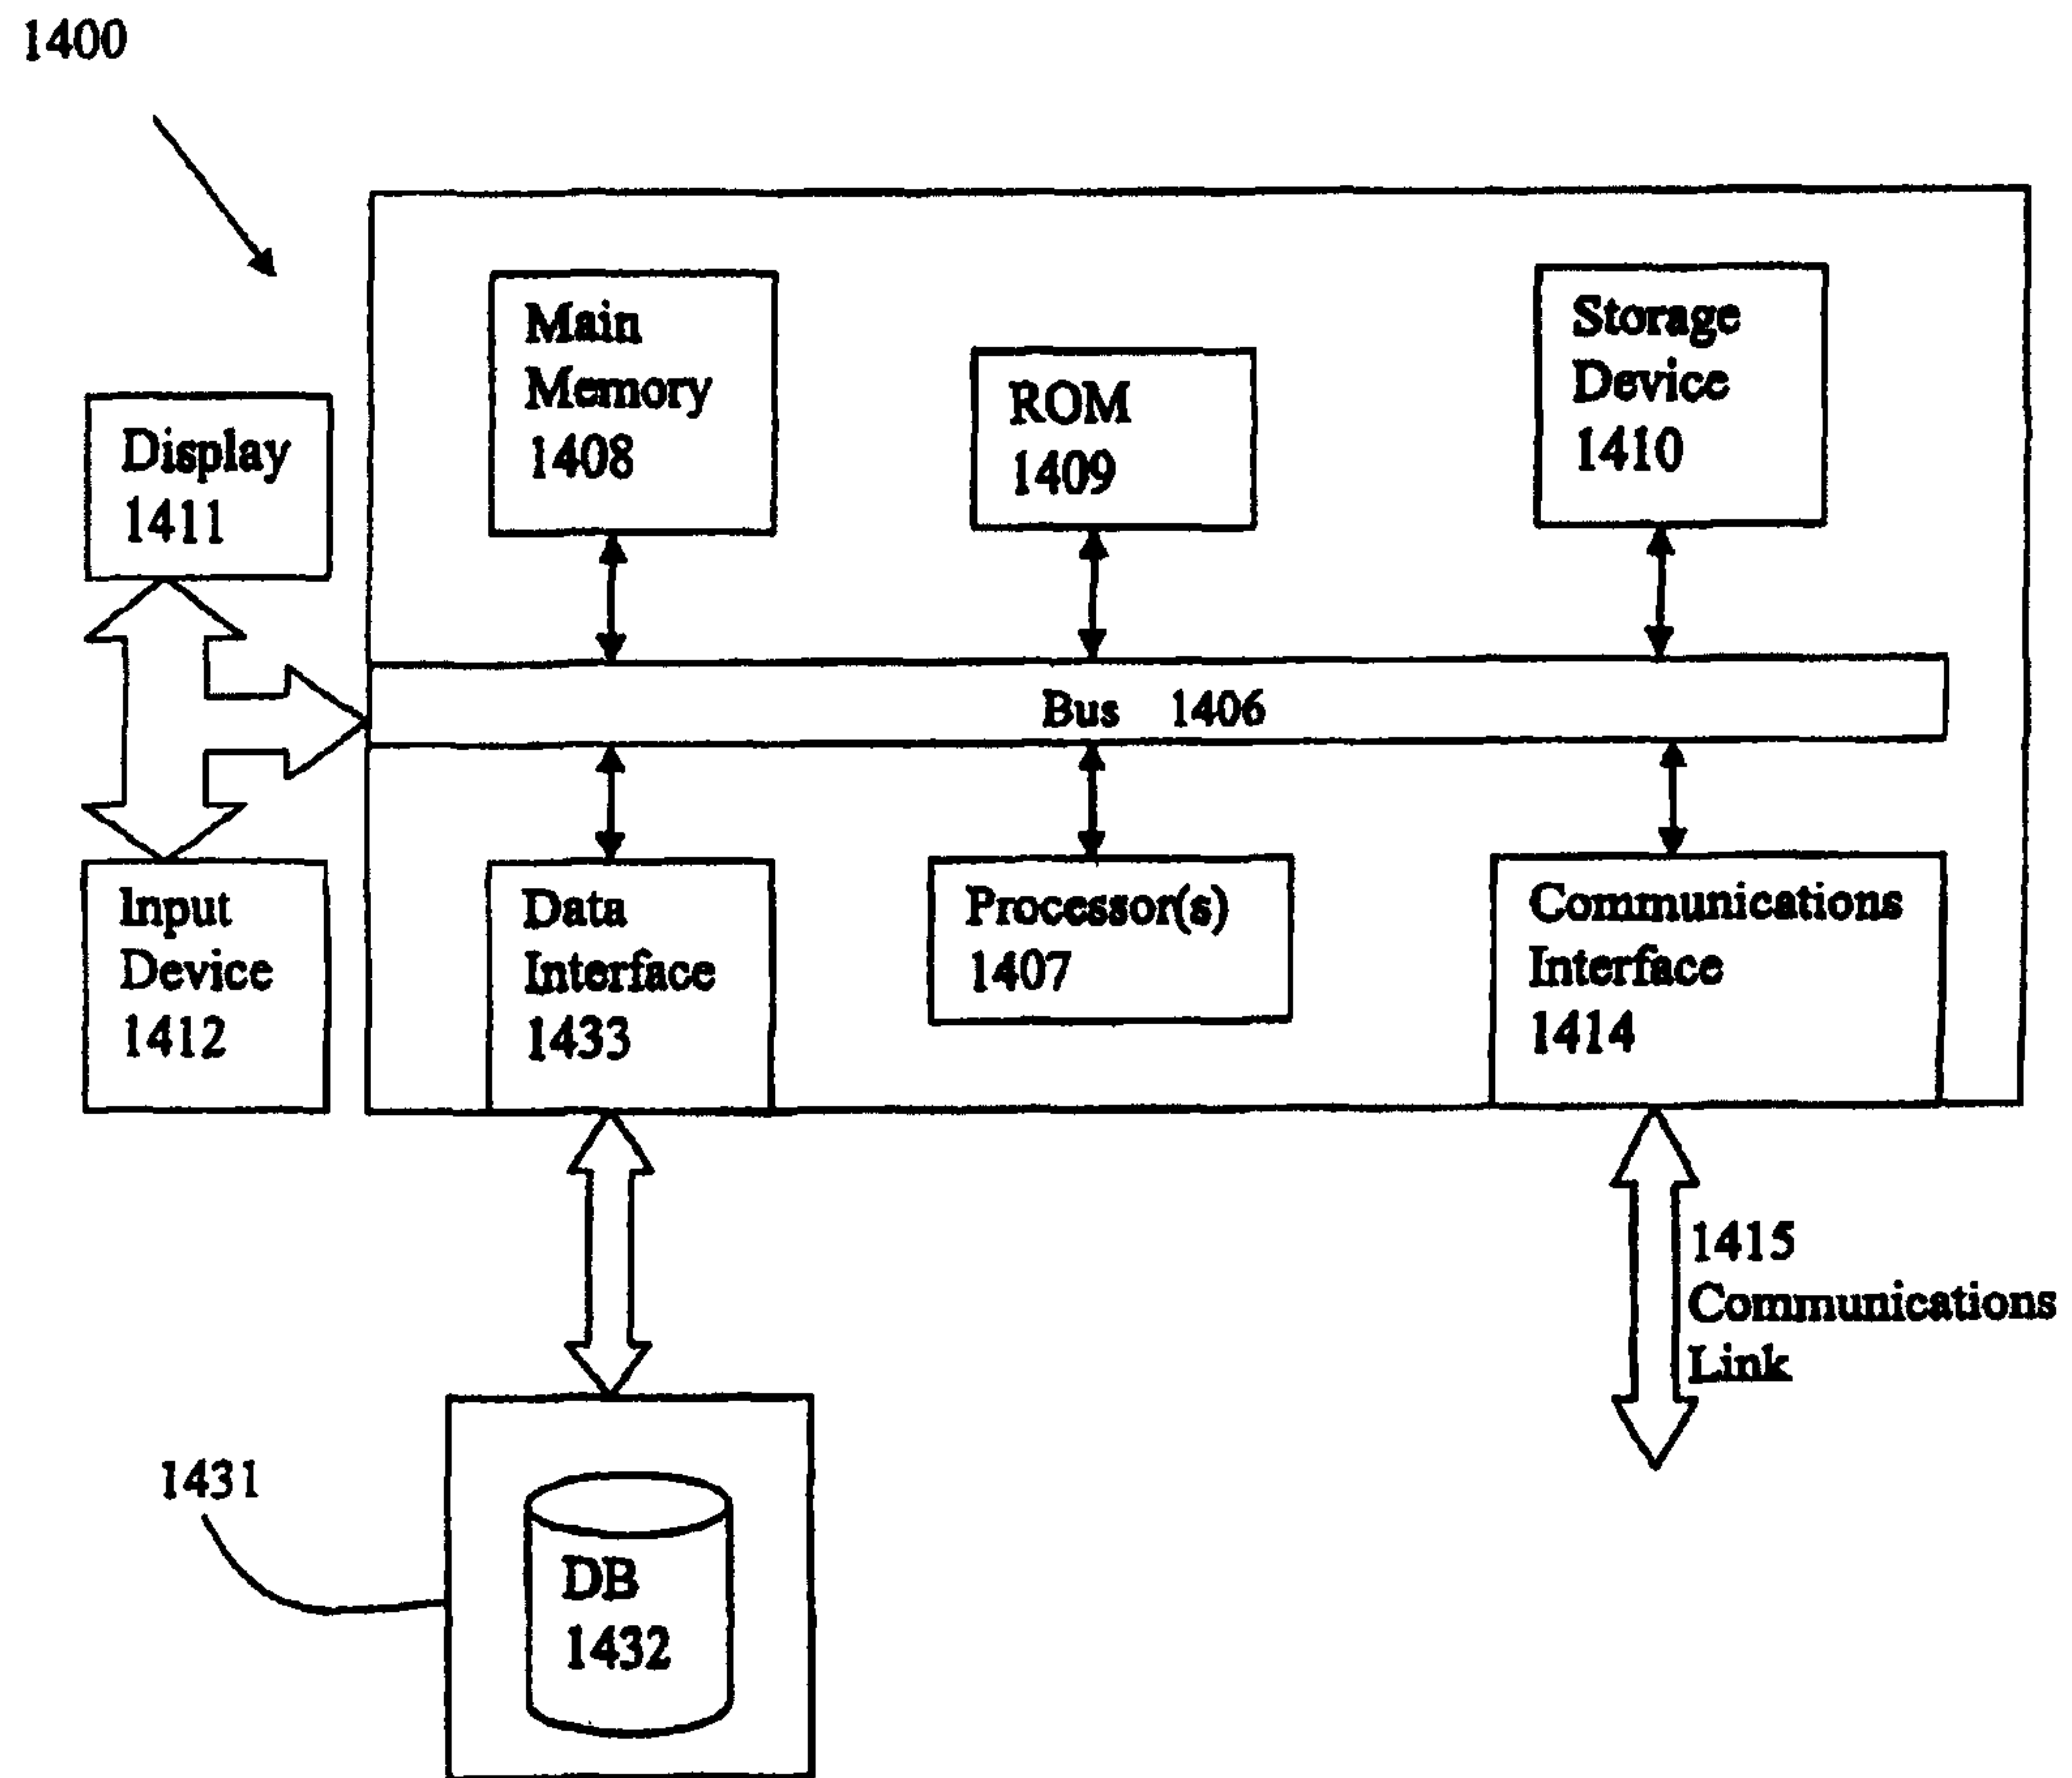 1400
Main
Memory
1408
ROM
1409
Storage
Device
1410
Display
1411
Bus 1406
Input
Device
1412
Data
Interface
1433
Processor(s)
1407
Communications
Interface
1414
1415
Communications
Link
1431
DB
1432